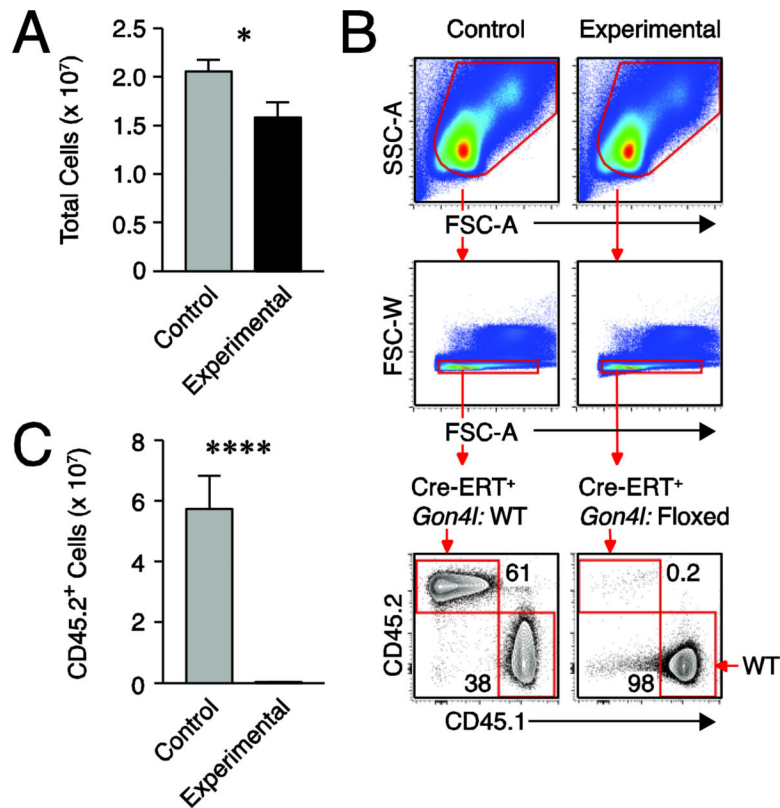 A
2.5
2.0
1.5
1.0
0.5
0
Total Cells (x 10⁷)
*
Control
Experimental
B
Control
Experimental
SSC-A
FSC-A
FSC-W
FSC-A
Cre-ERT⁺
Gon4l: WT
Cre-ERT⁺
Gon4l: Floxed
61
38
0.2
98
WT
CD45.2
CD45.1
C
8
6
4
2
0
CD45.2⁺ Cells (x 10⁷)
****
Control
Experimental